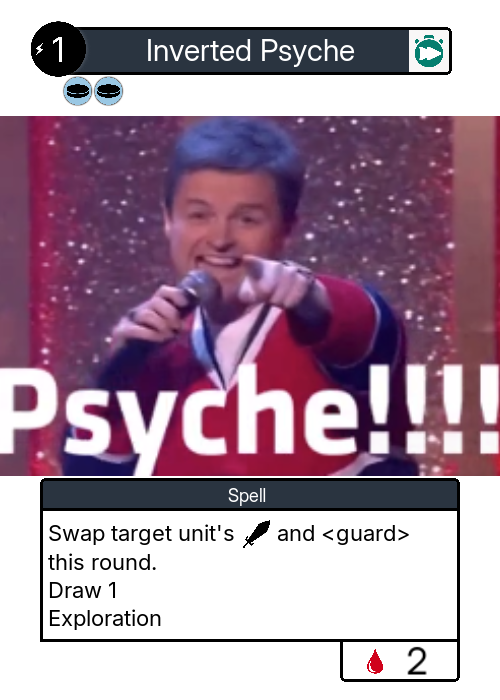 1
Inverted Psyche
Psyche!!!!
Spell
Swap target unit's and <guard>
this round.
Draw 1
Exploration
2